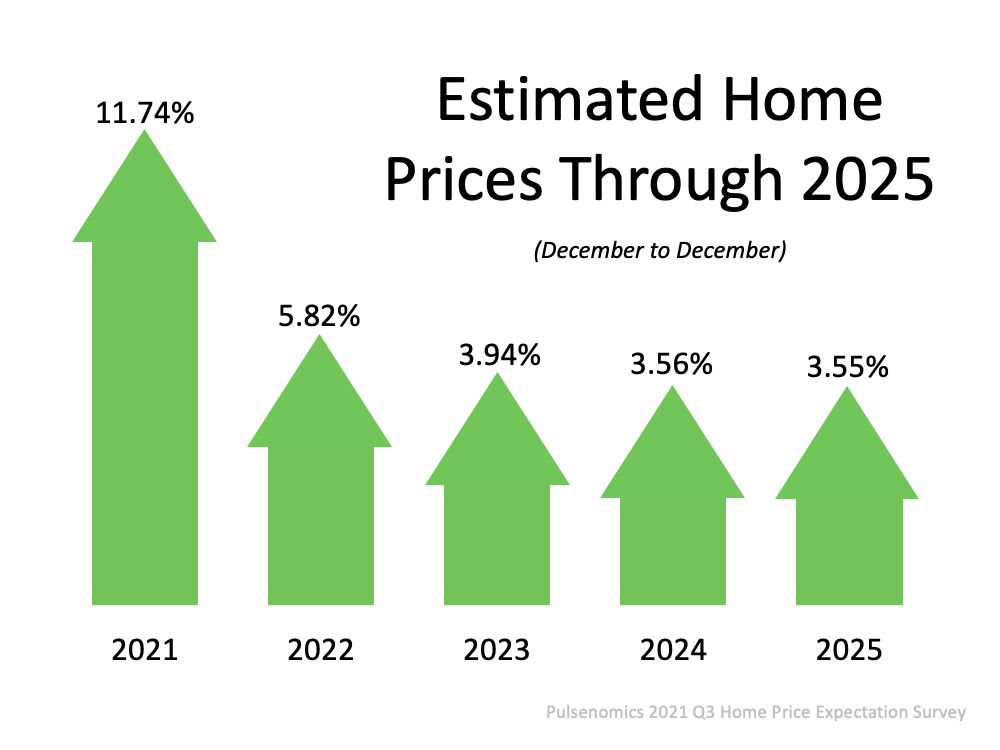 Estimated Home
Prices Through 2025
(December to December)
11.74%
5.82%
3.94%
3.56%
3.55%
2021
2022
2023
2024
2025
Pulsenomics 2021 Q3 Home Price Expectation Survey